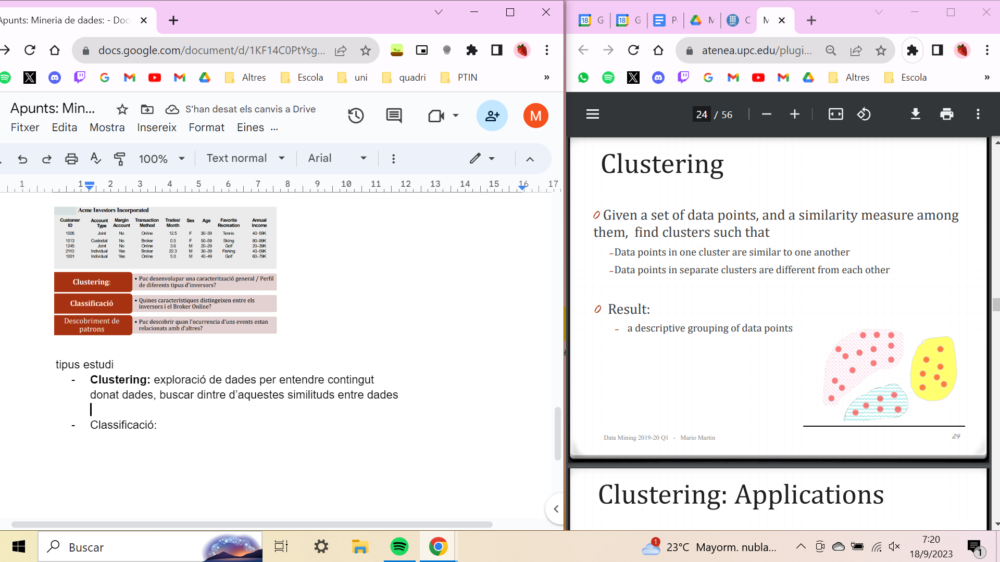 Apunts: Mineria de dades: - Doc
docs.google.com/document/d/1KF14C0PtYsg...
Altres
Escola
uni
quadri
PTIN
»
Apunts: Min...
S'han desat els canvis a Drive
M
Fitxer Edita Mostra Insereix Format Eines ...
100% Text normal Arial
1 1 2 3 4 5 6 7 8 9 10 11 12 13 14 15 16 17
Acme Investors Incorporated
Customer ID Account Type Margin Account Transaction Method Trades/ Month Sex Age Favorite Recreation Annual Income
1005 Joint No Online 12.5 F 30–39 Tennis 40–59K
1013 Custodial No Broker 0.5 F 50–59 Skiing 80–99K
1245 Joint No Online 3.6 M 20–29 Golf 20–39K
2110 Individual Yes Broker 22.3 M 30–39 Fishing 40–59K
1001 Individual Yes Online 5.0 M 40–49 Golf 60–79K
Clustering:
• Puc desenvolupar una caracterització general / Perfil
de diferents tipus d'inversors?
Classificació
• Quines característiques distingeixen entre els
inversors i el Broker Online?
Descobriment de
patrons
• Puc descobrir quan l'ocurrencia d'uns events estan
relacionats amb d'altres?
tipus estudi
- Clustering: exploració de dades per entendre contingut
donat dades, buscar dintre d'aquestes similituds entre dades
- Classificació:
18 G 18 G P M C M
atenea.upc.edu/plugi...
Altres
Escola
»
24 / 56
Clustering
Given a set of data points, and a similarity measure among
them, find clusters such that
–Data points in one cluster are similar to one another
–Data points in separate clusters are different from each other
Result:
– a descriptive grouping of data points
Data Mining 2019-20 Q1 - Mario Martin
24
Clustering: Applications
Buscar
1
23°C Mayorm. nubla...
7:20
18/9/2023
1